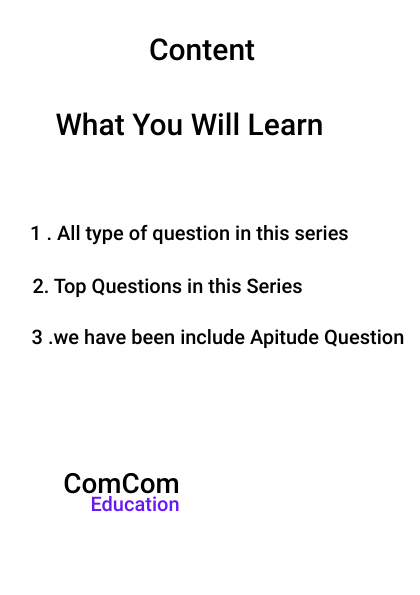 Content
What You Will Learn
1 . All type of question in this series
2. Top Questions in this Series
3 .we have been include Apitude Question
ComCom
Education